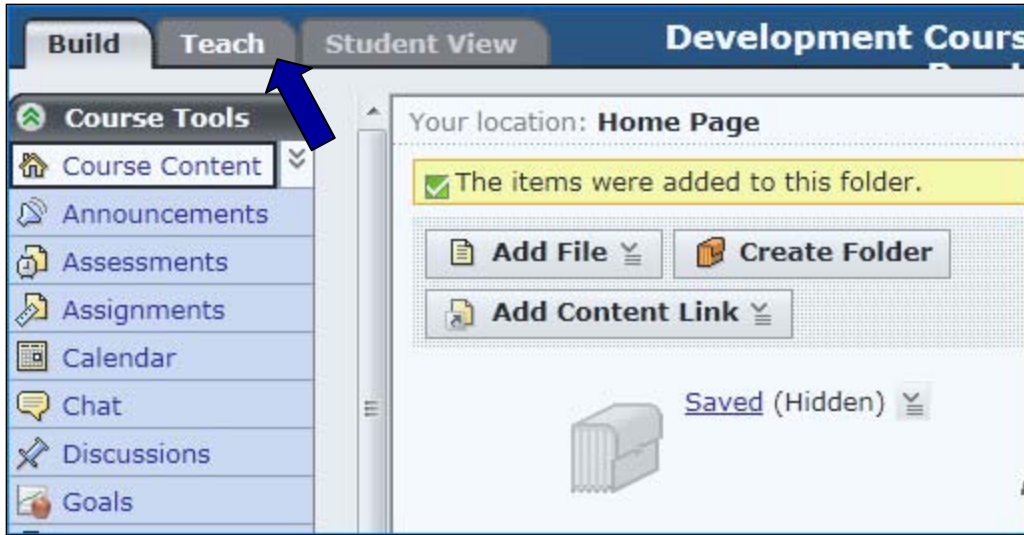 Build Teach Student View Development Cours
Course Tools
Your location: Home Page
Course Content
The items were added to this folder.
Announcements
Assessments
Add File Create Folder
Assignments
Add Content Link
Calendar
Chat
Saved (Hidden)
Discussions
Goals